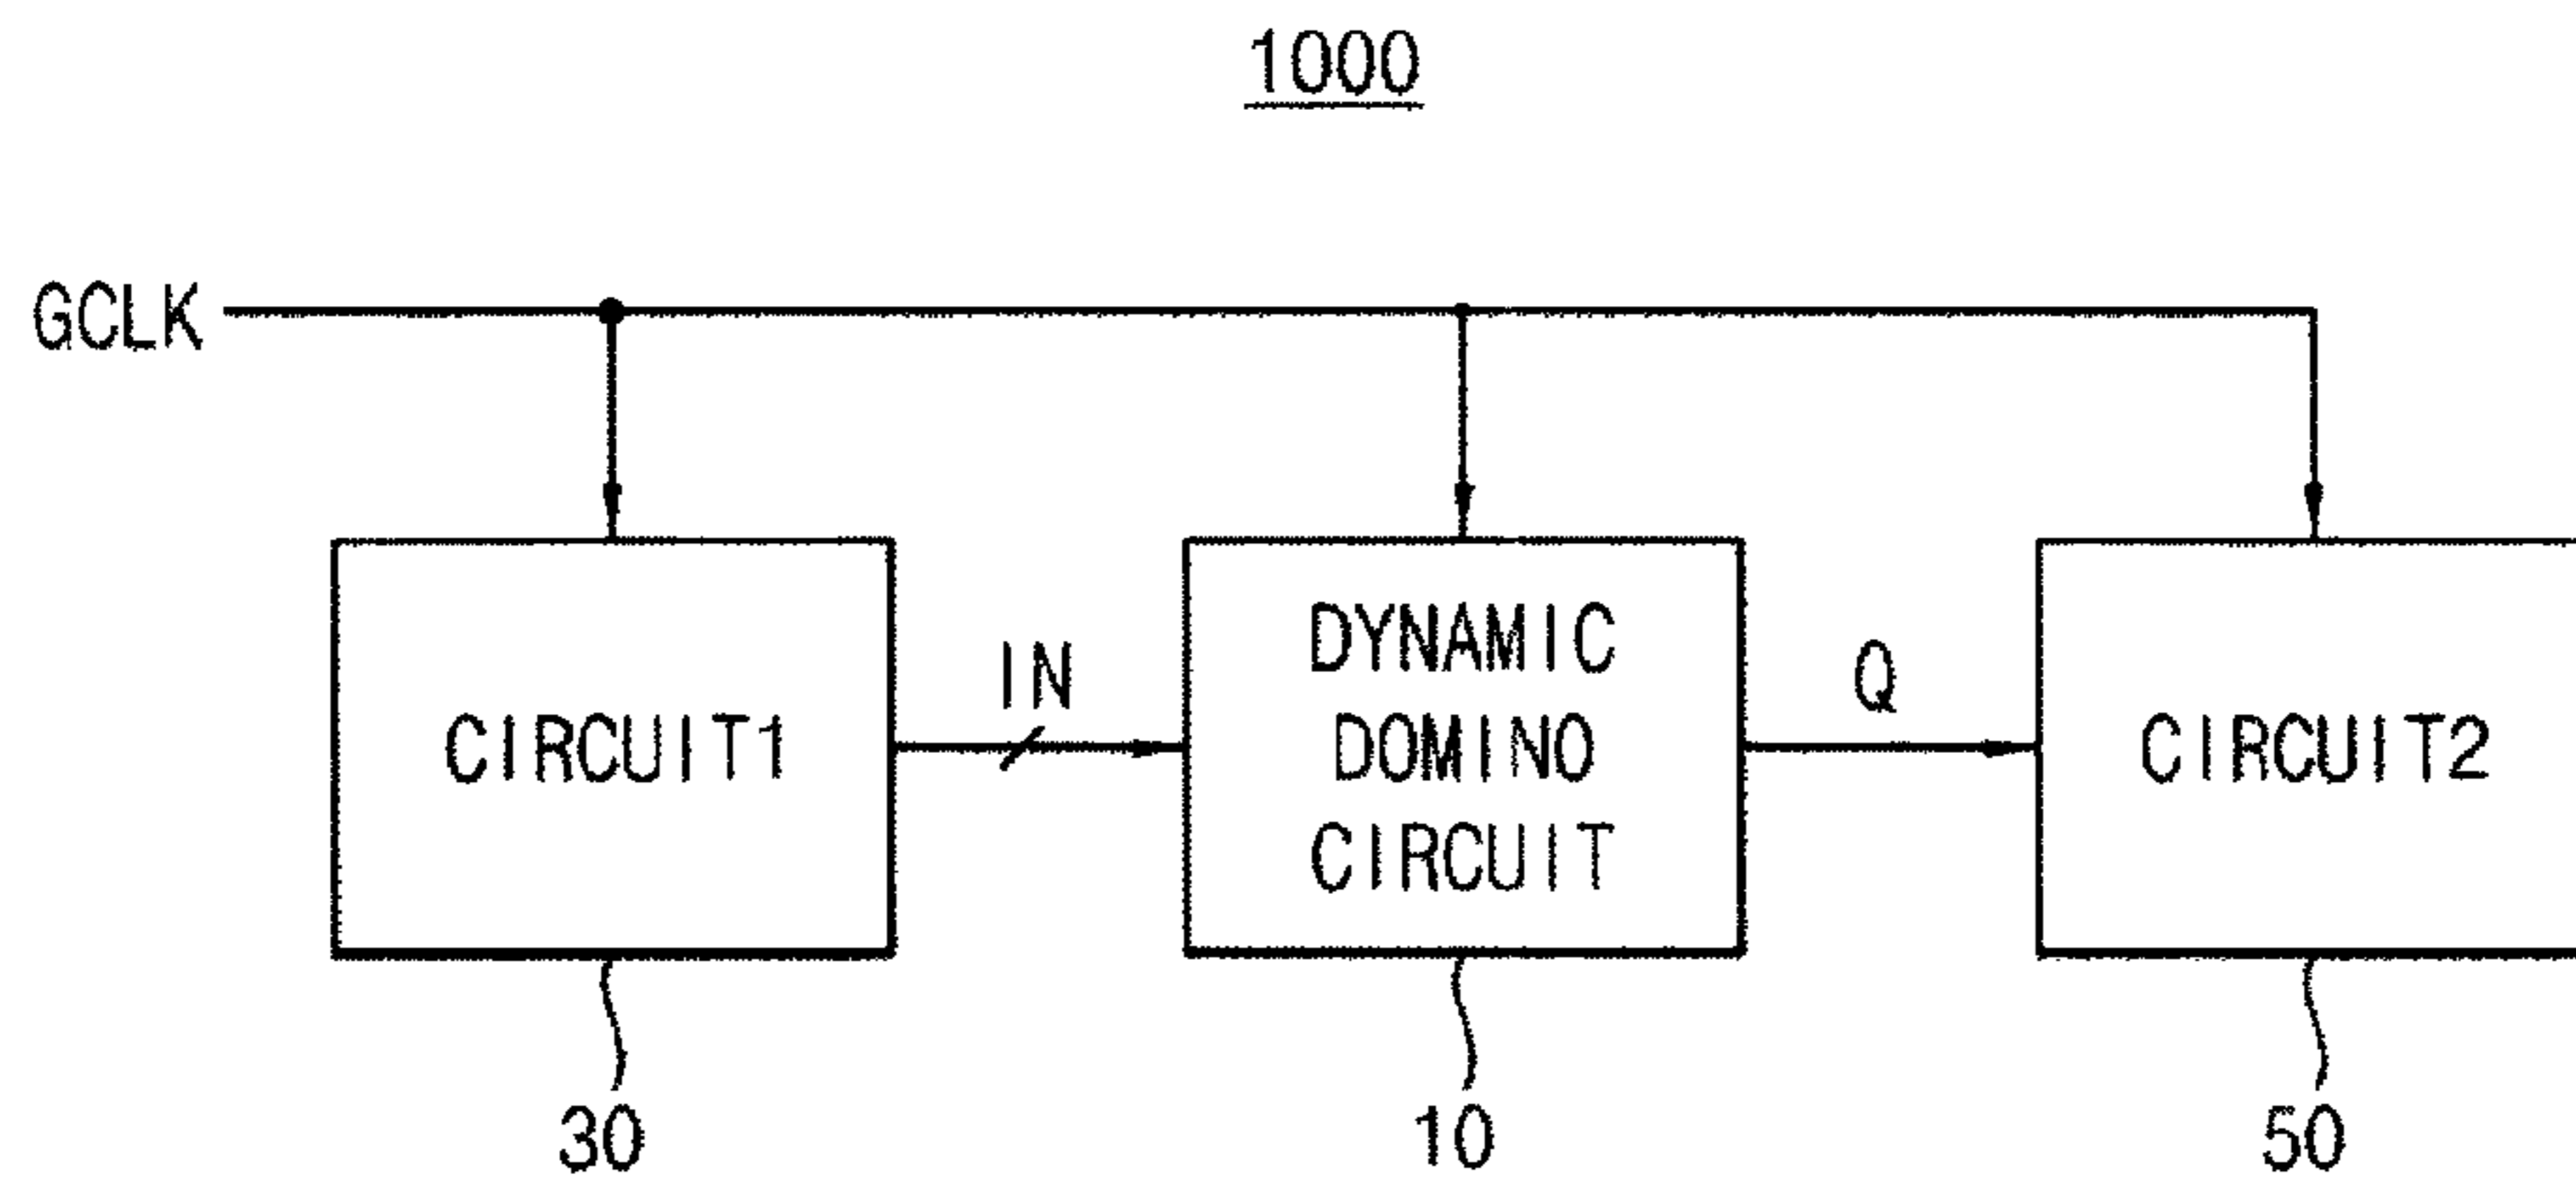 1000
GCLK
CIRCUIT1
IN
DYNAMIC
DOMINO
CIRCUIT
Q
CIRCUIT2
30
10
50